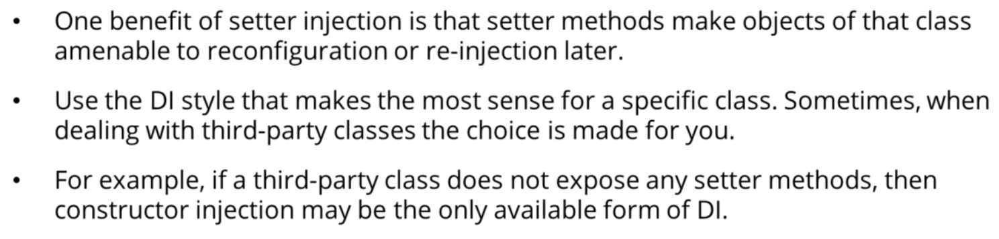 • One benefit of setter injection is that setter methods make objects of that class
amenable to reconfiguration or re-injection later.
• Use the DI style that makes the most sense for a specific class. Sometimes, when
dealing with third-party classes the choice is made for you.
• For example, if a third-party class does not expose any setter methods, then
constructor injection may be the only available form of DI.